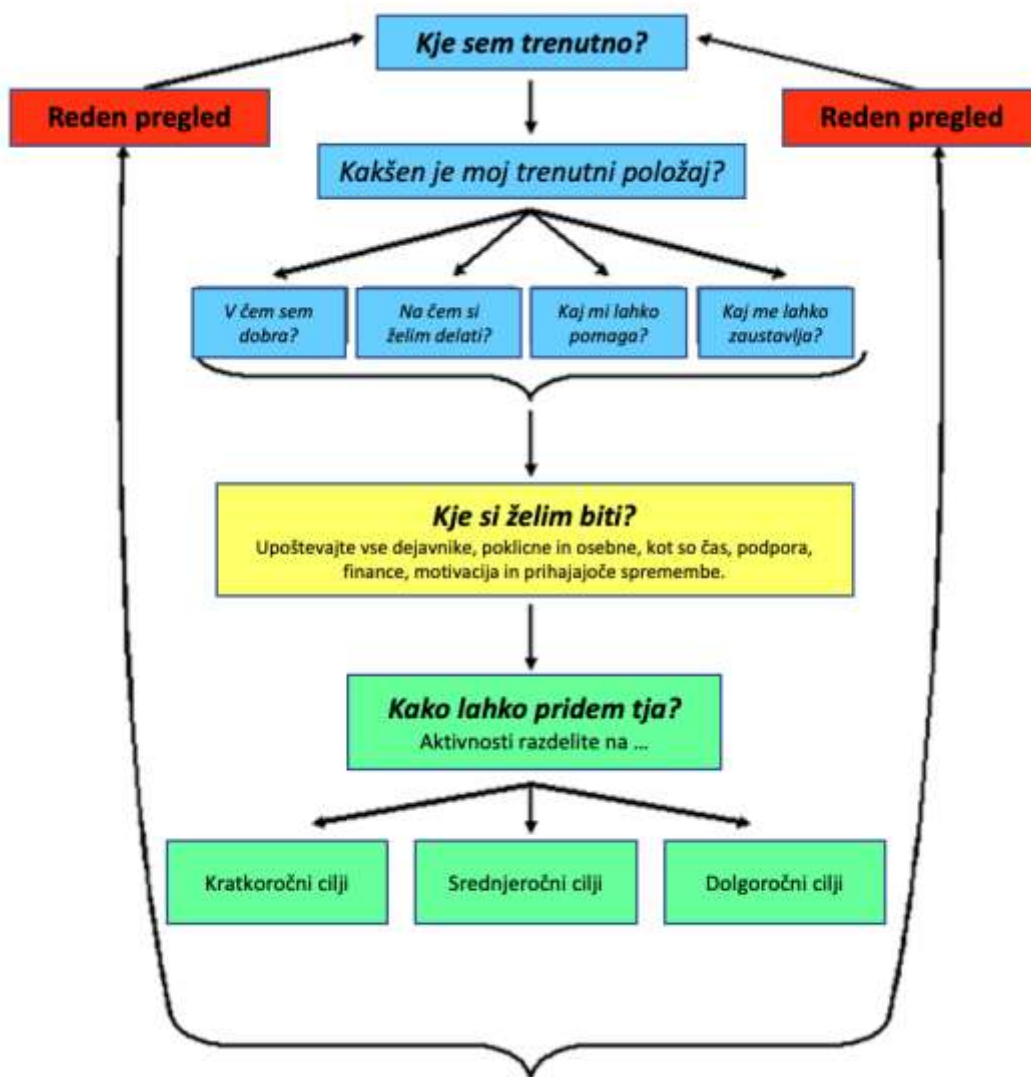 Kje sem trenutno?
Reden pregled
Reden pregled
Kakšen je moj trenutni položaj?
V čem sem
dobra?
Na čem si
želim delati?
Kaj mi lahko
pomaga?
Kaj me lahko
zaustavlja?
Kje si želim biti?
Upoštevajte vse dejavnike, poklicne in osebne, kot so čas, podpora,
finance, motivacija in prihajajoče spremembe.
Kako lahko pridem tja?
Aktivnosti razdelite na ...
Kratkoročni cilji
Srednjeročni cilji
Dolgoročni cilji